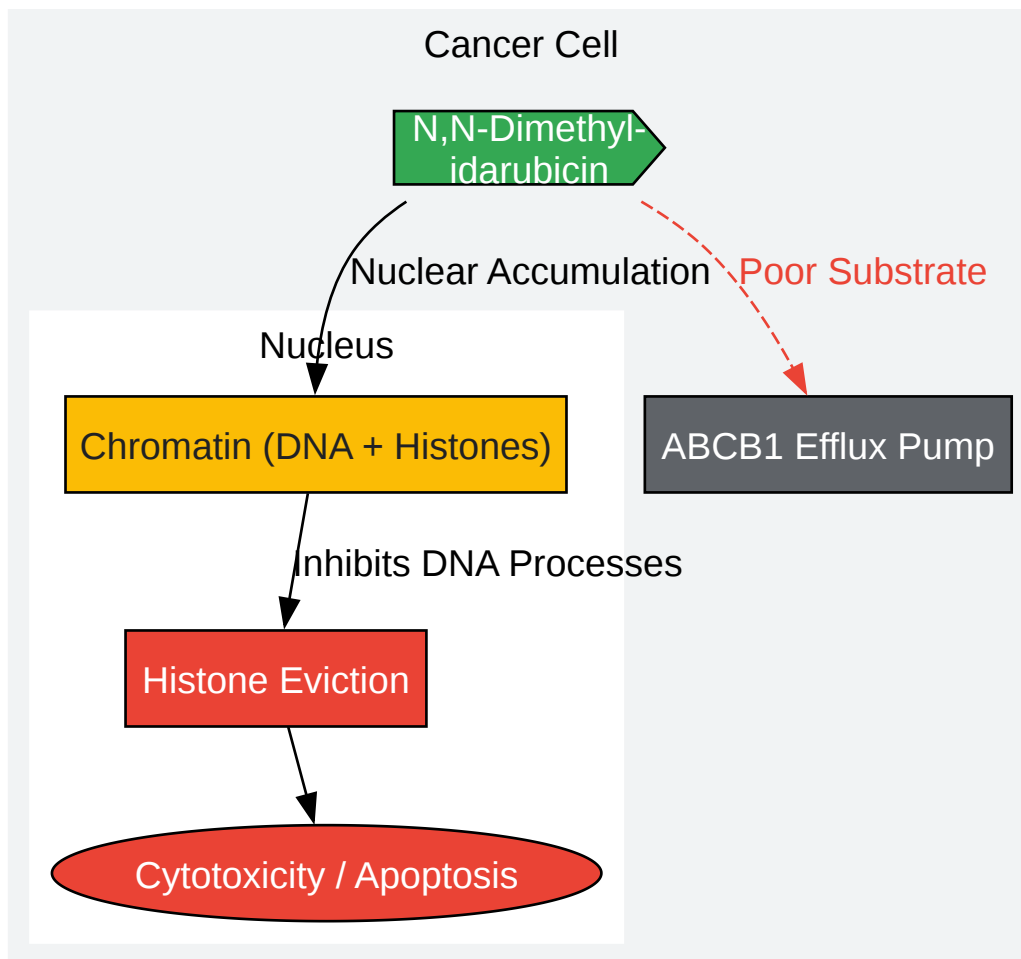 Cancer Cell
N,N-Dimethyl-
idarubicin
Nuclear Accumulation
Poor Substrate
Nucleus
Chromatin (DNA + Histones)
ABCB1 Efflux Pump
Inhibits DNA Processes
Histone Eviction
Cytotoxicity / Apoptosis